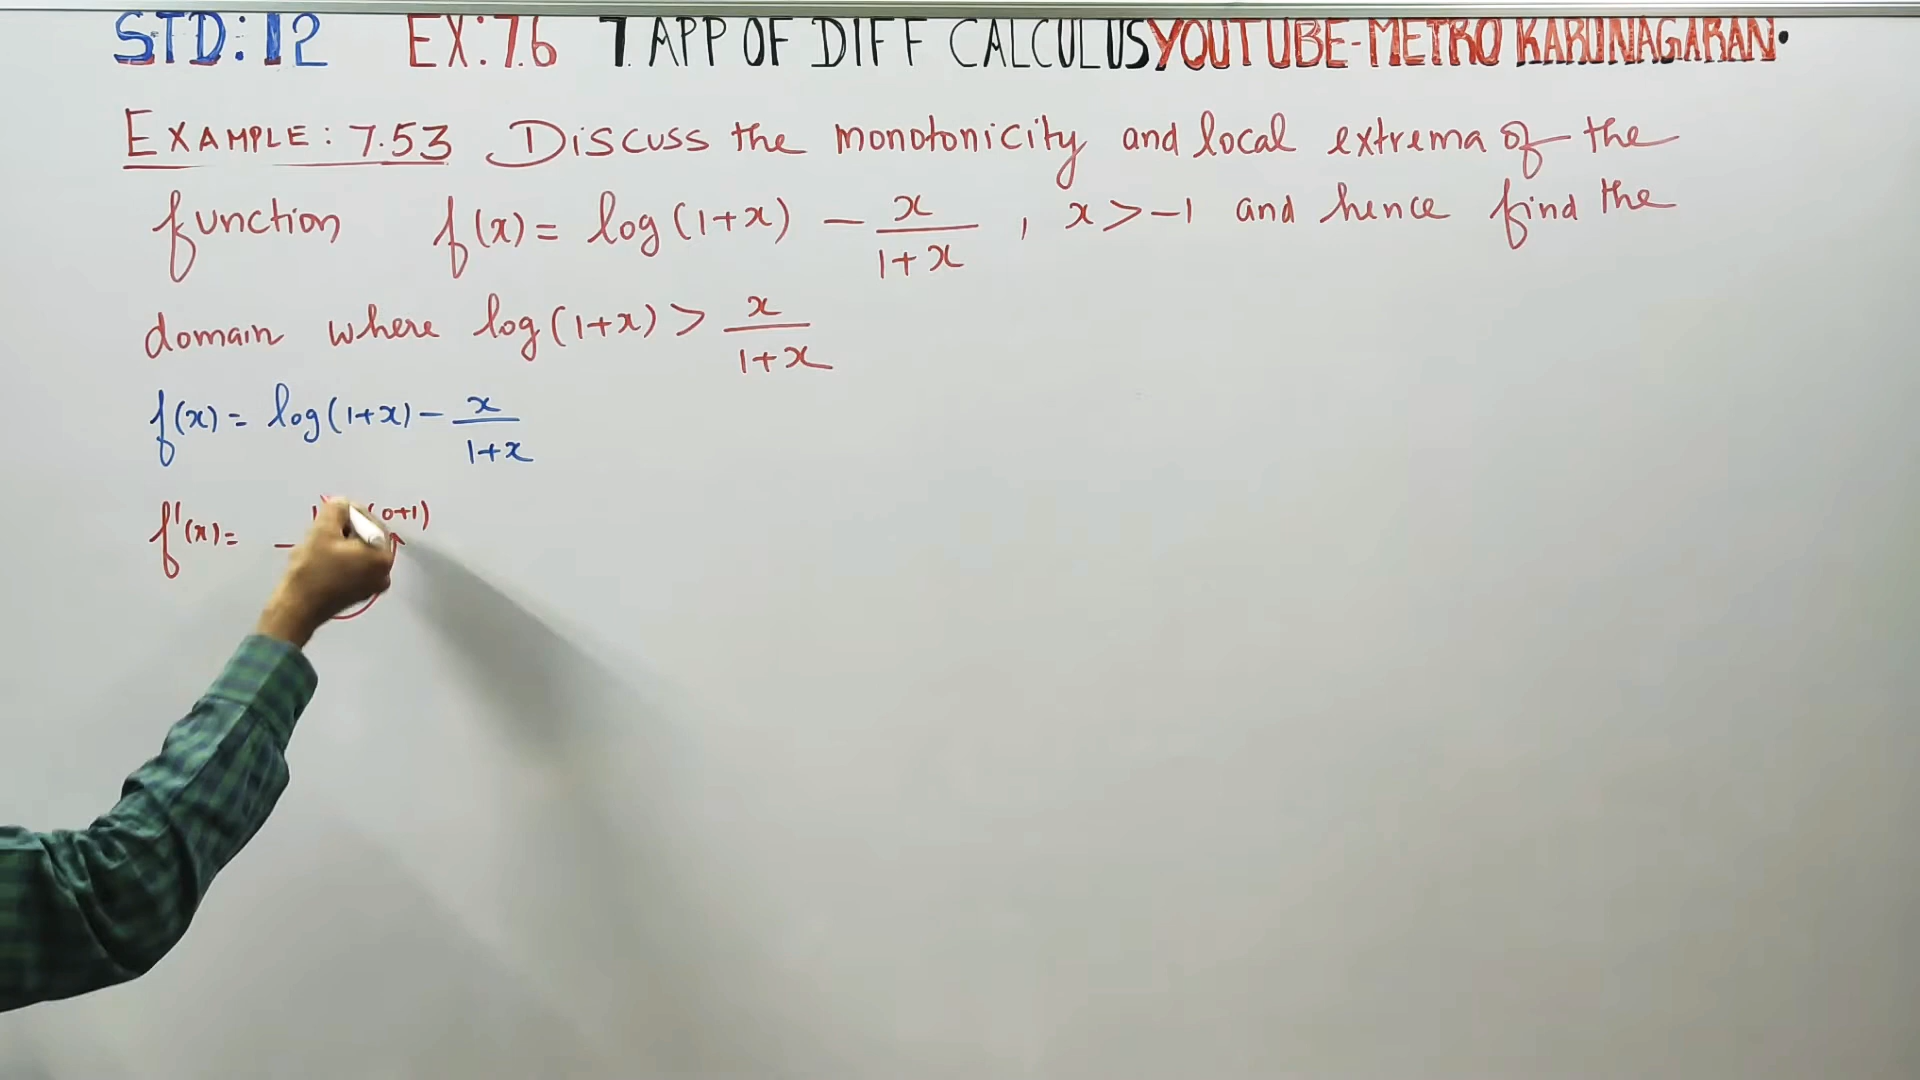 STD:12 EX:7.6 7. APP OF DIFF CALCULUS YOUTUBE-METRO KARUNAGARAN.
EXAMPLE: 7.53 Discuss the monotonicity and local extrema of the
function f(x) = log(1+x) - x/(1+x), x > -1 and hence find the
domain where log(1+x) > x/(1+x)
f(x) = log(1+x) - x/(1+x)
f'(x) = (0+1)